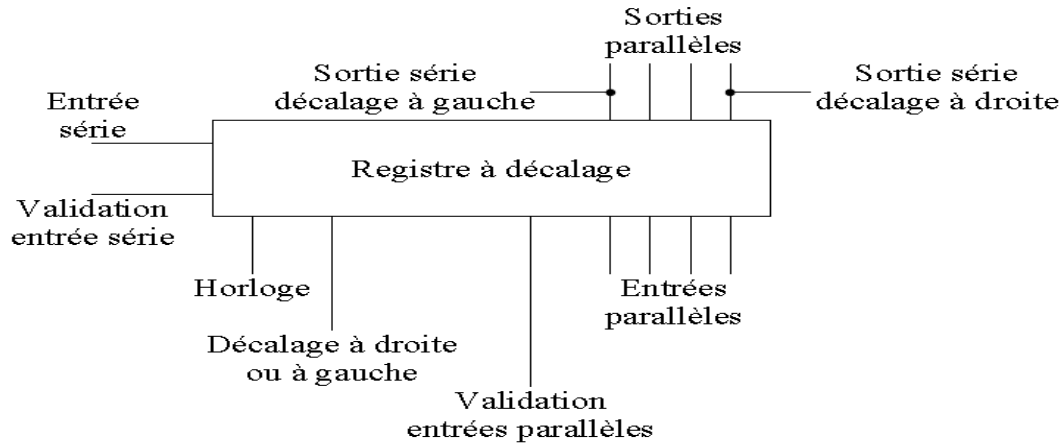 Sorties
parallèles
Sortie série
décalage à gauche
Sortie série
décalage à droite
Entrée
série
Registre à décalage
Validation
entrée série
Horloge
Entrées
parallèles
Décalage à droite
ou à gauche
Validation
entrées parallèles